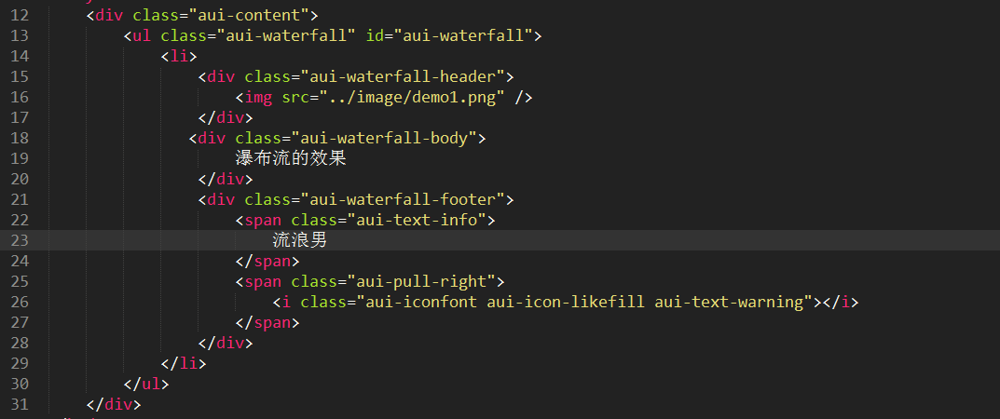 12 <div class="aui-content">
13 <ul class="aui-waterfall" id="aui-waterfall">
14 <li>
15 <div class="aui-waterfall-header">
16 <img src="../image/demo1.png" />
17 </div>
18 <div class="aui-waterfall-body">
19 瀑布流的效果
20 </div>
21 <div class="aui-waterfall-footer">
22 <span class="aui-text-info">
23 流浪男
24 </span>
25 <span class="aui-pull-right">
26 <i class="aui-iconfont aui-icon-likefill aui-text-warning"></i>
27 </span>
28 </div>
29 </li>
30 </ul>
31 </div>